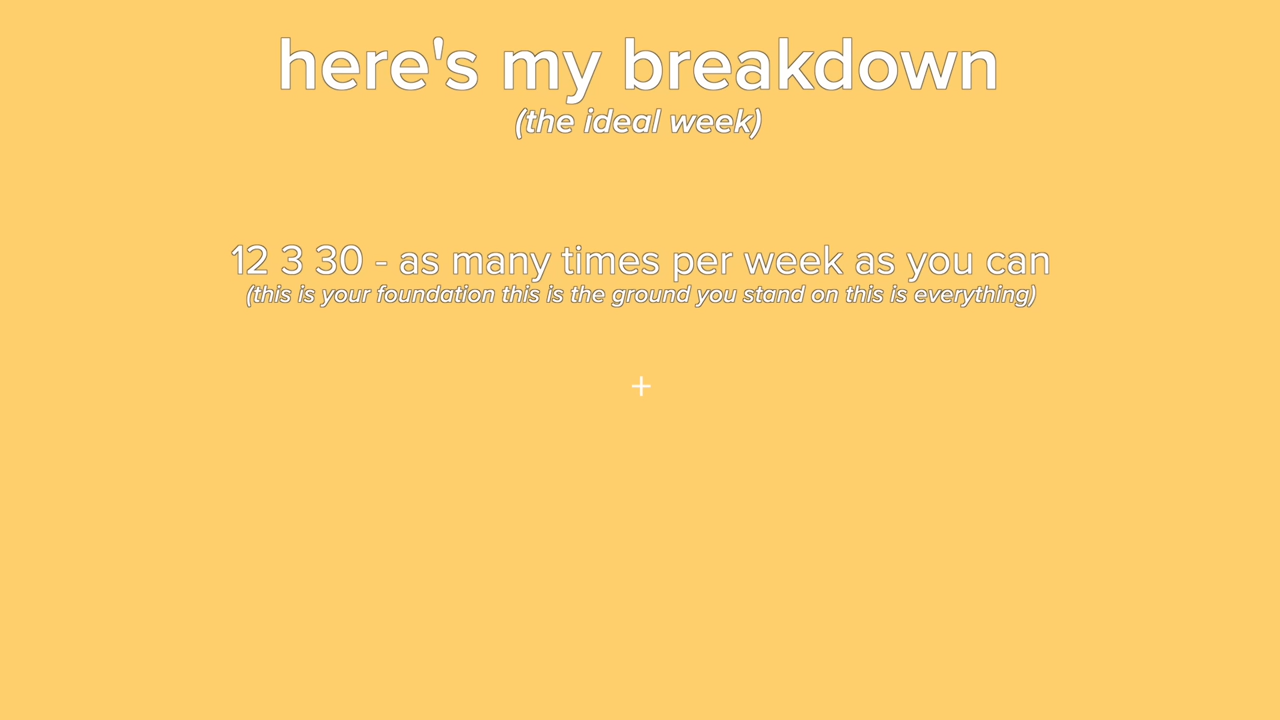 here's my breakdown
(the ideal week)
12 3 30 - as many times per week as you can
(this is your foundation this is the ground you stand on this is everything)
+